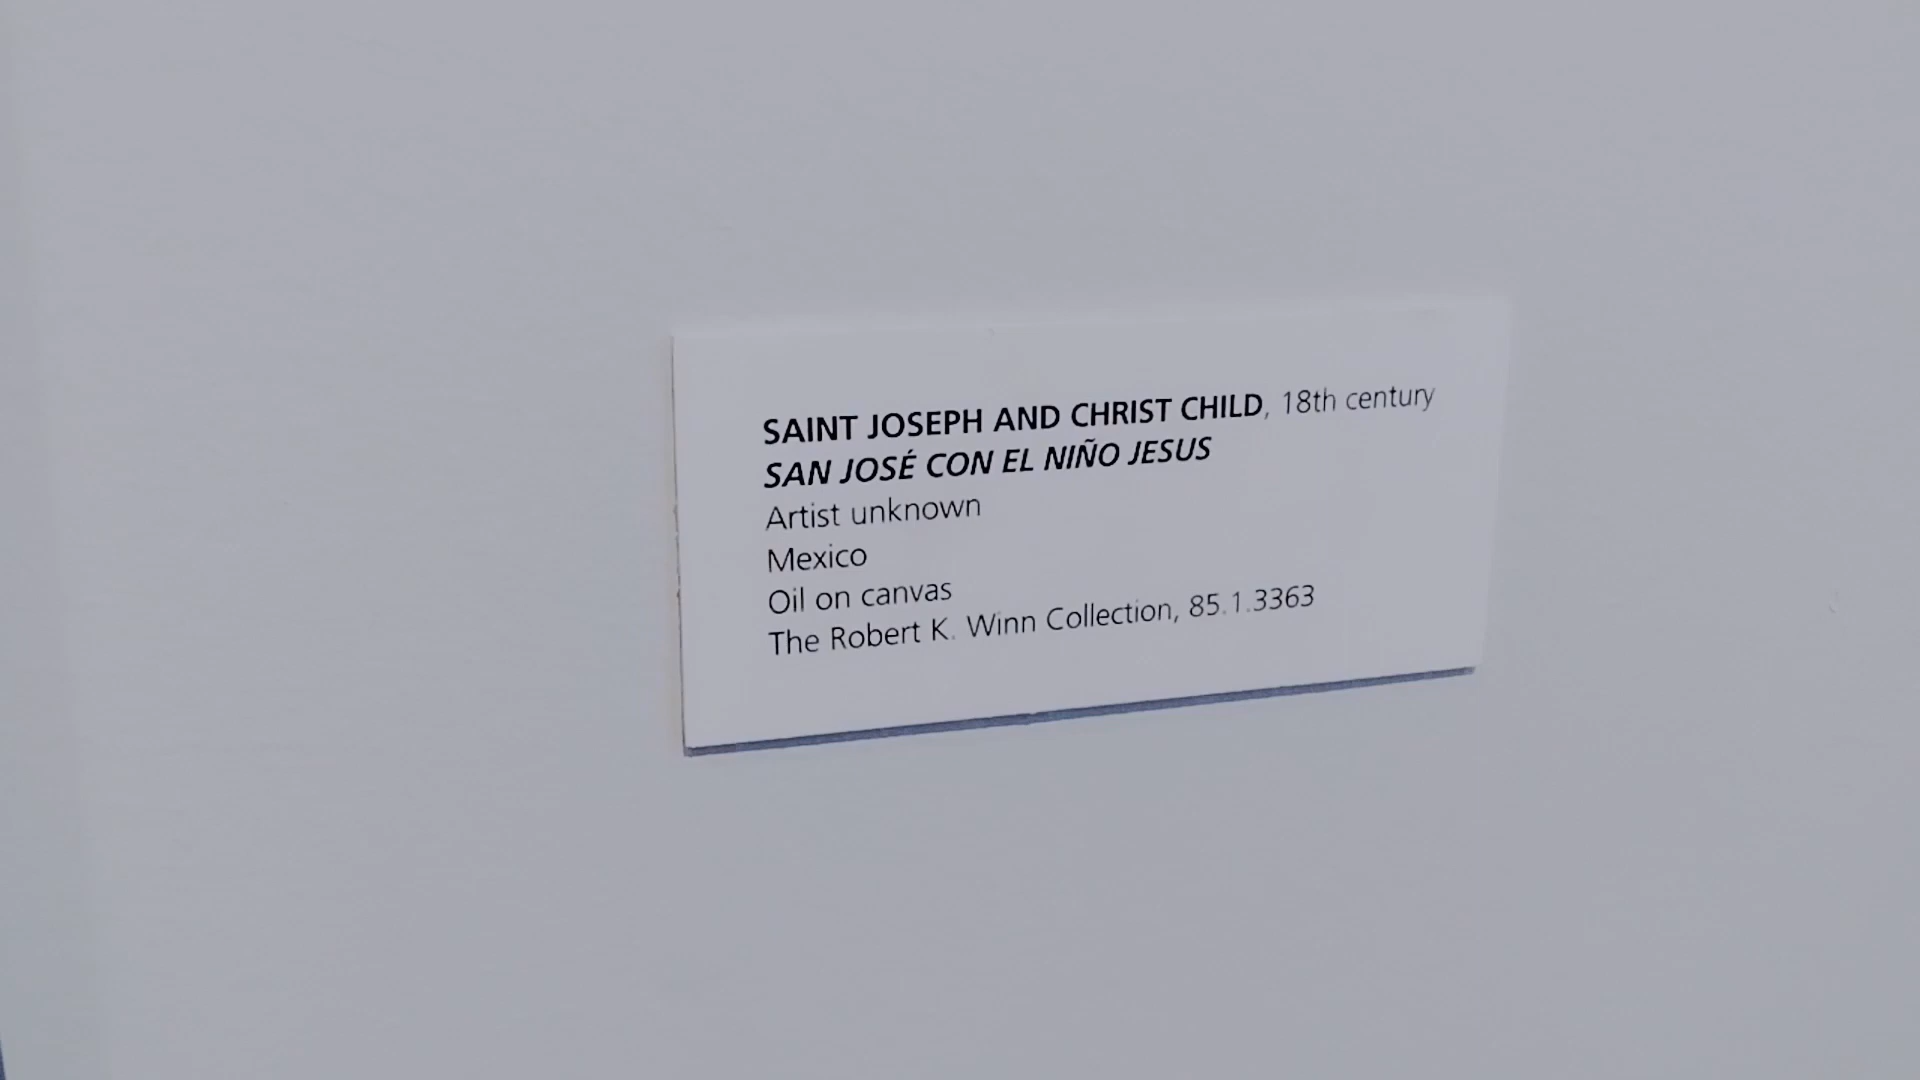 SAINT JOSEPH AND CHRIST CHILD, 18th century
SAN JOSÉ CON EL NIÑO JESUS
Artist unknown
Mexico
Oil on canvas
The Robert K. Winn Collection, 85.1.3363